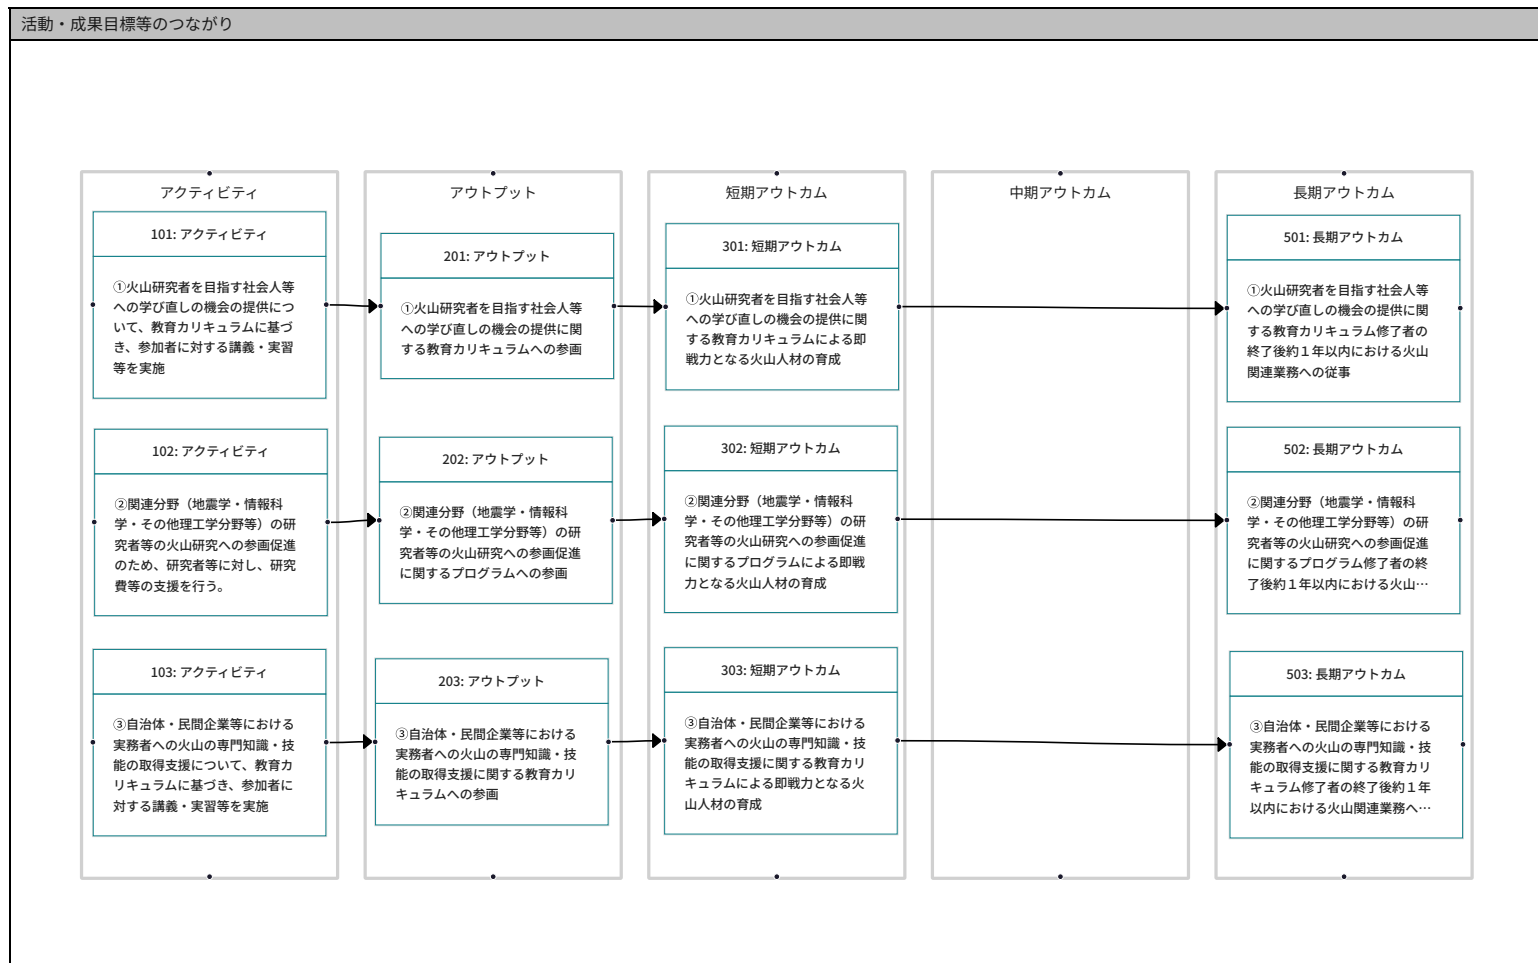 活動・成果目標等のつながり
アクティビティ
101: アクティビティ
①火山研究者を目指す社会人等
への学び直しの機会の提供につ
いて、教育カリキュラムに基づ
き、参加者に対する講義・実習
等を実施
102: アクティビティ
②関連分野（地震学・情報科
学・その他理工学分野等）の研
究者等の火山研究への参画促進
のため、研究者等に対し、研究
費等の支援を行う。
103: アクティビティ
③自治体・民間企業等における
実務者への火山の専門知識・技
能の取得支援について、教育カ
リキュラムに基づき、参加者に
対する講義・実習等を実施
アウトプット
201: アウトプット
①火山研究者を目指す社会人等
への学び直しの機会の提供に関
する教育カリキュラムへの参画
202: アウトプット
②関連分野（地震学・情報科
学・その他理工学分野等）の研
究者等の火山研究への参画促進
に関するプログラムへの参画
203: アウトプット
③自治体・民間企業等における
実務者への火山の専門知識・技
能の取得支援に関する教育カリ
キュラムへの参画
短期アウトカム
301: 短期アウトカム
①火山研究者を目指す社会人等
への学び直しの機会の提供に関
する教育カリキュラムによる即
戦力となる火山人材の育成
302: 短期アウトカム
②関連分野（地震学・情報科
学・その他理工学分野等）の研
究者等の火山研究への参画促進
に関するプログラムによる即戦
力となる火山人材の育成
303: 短期アウトカム
③自治体・民間企業等における
実務者への火山の専門知識・技
能の取得支援に関する教育カリ
キュラムによる即戦力となる火
山人材の育成
中期アウトカム
長期アウトカム
501: 長期アウトカム
①火山研究者を目指す社会人等
への学び直しの機会の提供に関
する教育カリキュラム修了者の
終了後約１年以内における火山
関連業務への従事
502: 長期アウトカム
②関連分野（地震学・情報科
学・その他理工学分野等）の研
究者等の火山研究への参画促進
に関するプログラム修了者の終
了後約１年以内における火山…
503: 長期アウトカム
③自治体・民間企業等における
実務者への火山の専門知識・技
能の取得支援に関する教育カリ
キュラム修了者の終了後約１年
以内における火山関連業務へ…